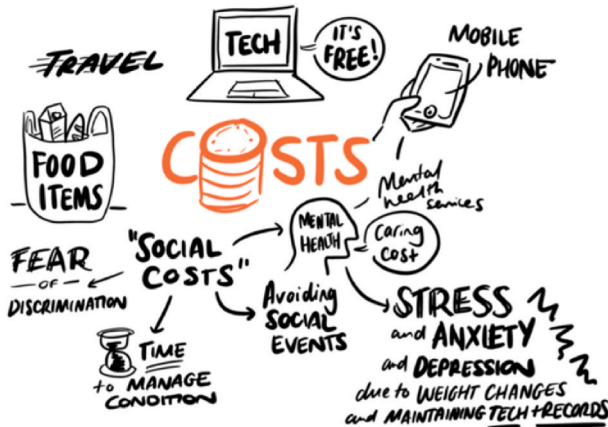 TRAVEL
TECH
IT'S
FREE!
MOBILE
PHONE
FOOD
ITEMS
COSTS
Mental
health
services
MENTAL
HEALTH
Caring
cost
"SOCIAL
COSTS"
FEAR
OF
DISCRIMINATION
Avoiding
SOCIAL
EVENTS
TIME
to MANAGE
CONDITION
STRESS
and ANXIETY
and DEPRESSION
due to WEIGHT CHANGES
and MAINTAINING TECH + RECORDS